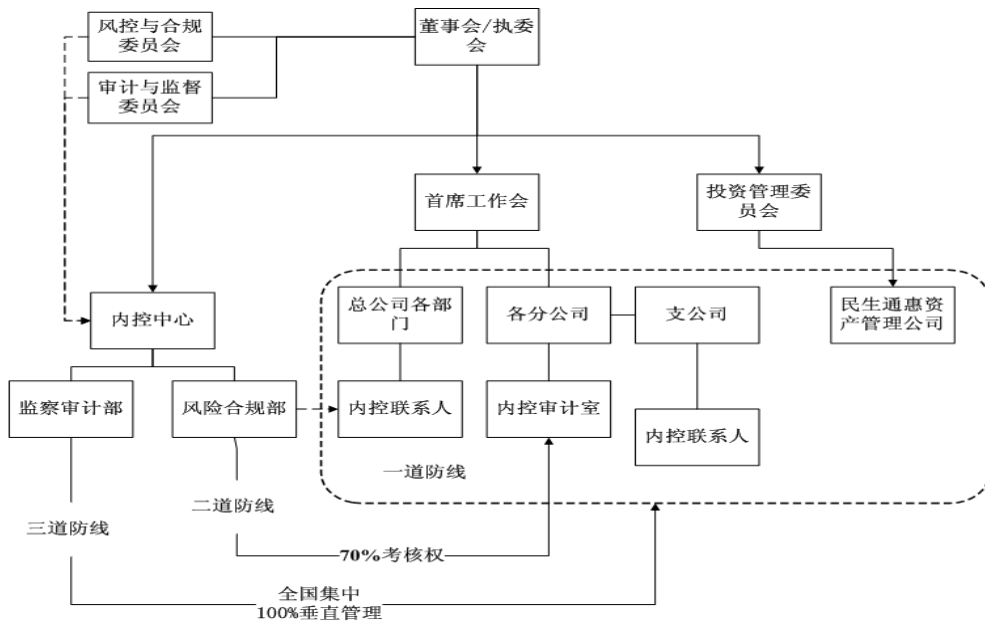 风控与合规
委员会
董事会/执委
会
审计与监督
委员会
首席工作会
投资管理委
员会
内控中心
总公司各部
门
各分公司
支公司
民生通惠资
产管理公司
监察审计部
风险合规部
内控联系人
内控审计室
内控联系人
一道防线
二道防线
三道防线
70%考核权
全国集中
100%垂直管理